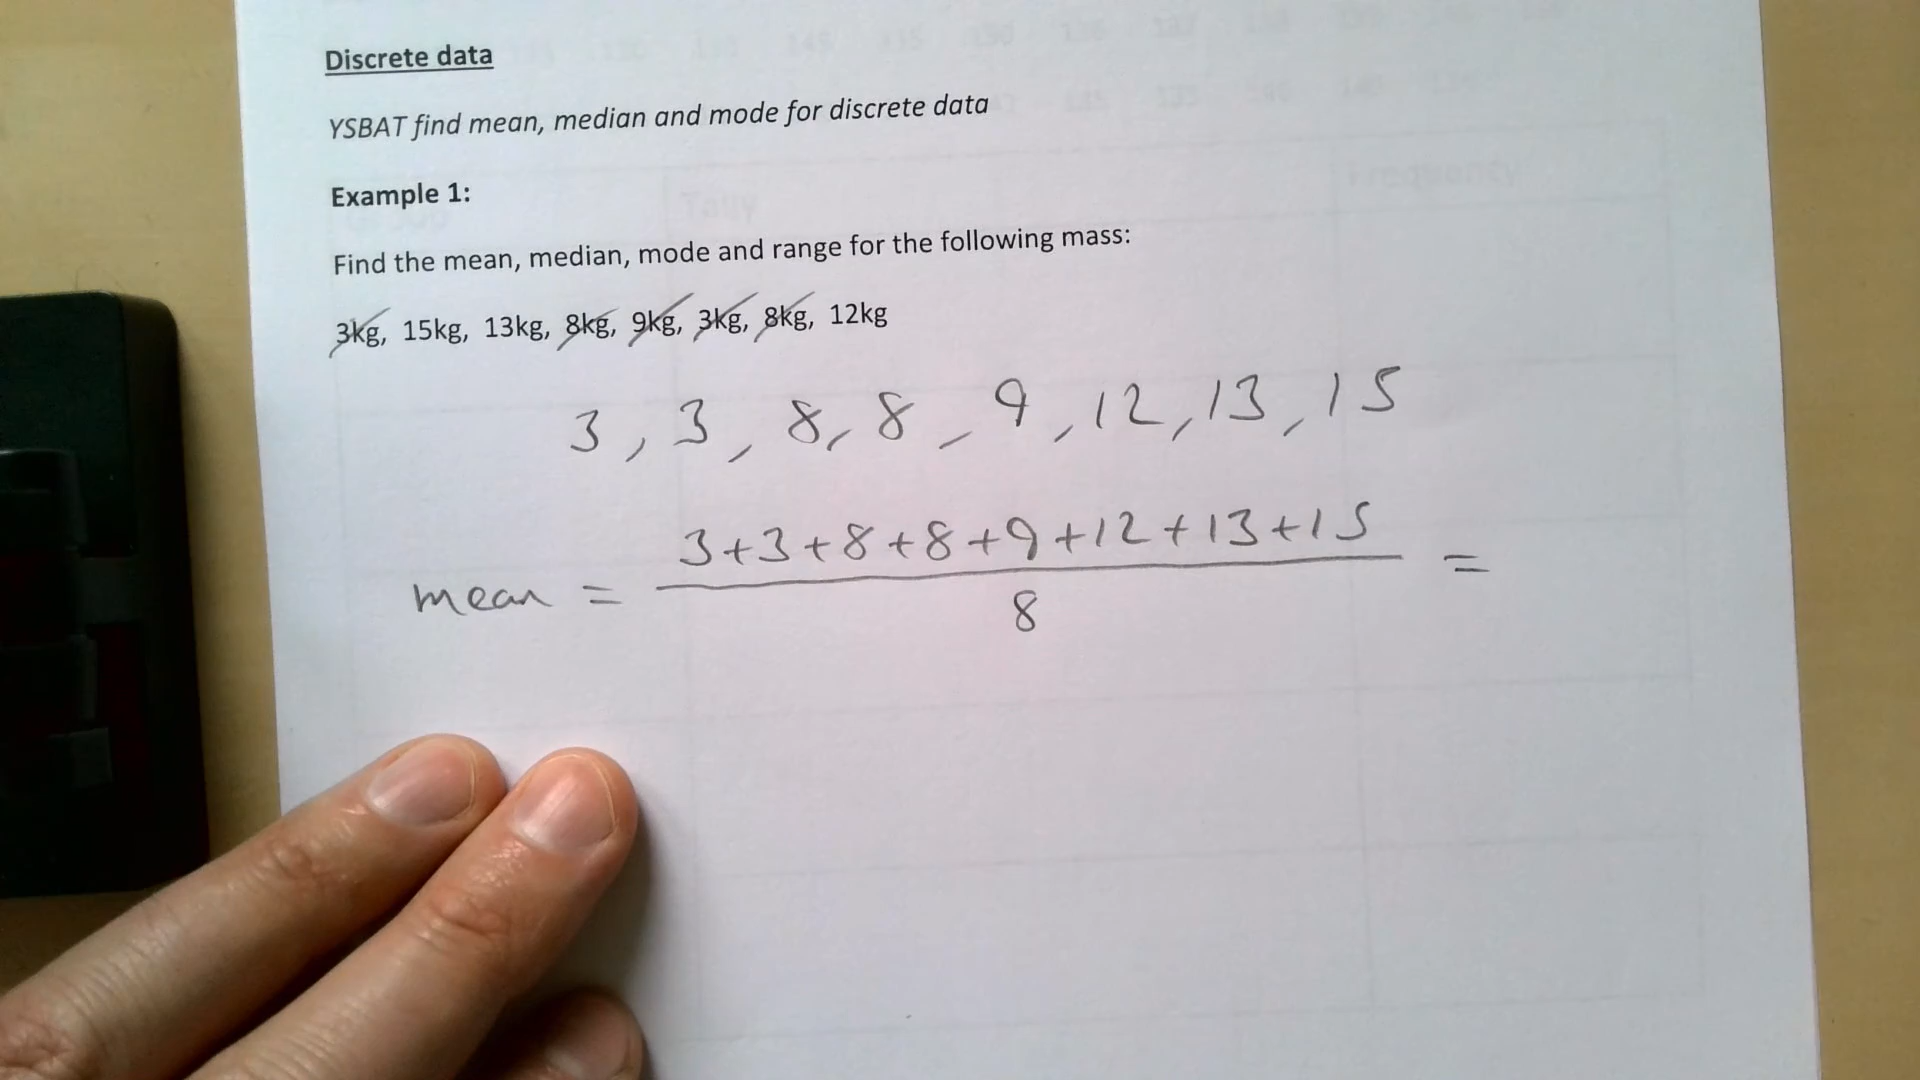 Discrete data
YSBAT find mean, median and mode for discrete data
Example 1:
Find the mean, median, mode and range for the following mass:
3kg, 15kg, 13kg, 8kg, 9kg, 3kg, 8kg, 12kg
3, 3, 8, 8, 9, 12, 13, 15
3+3+8+8+9+12+13+15
mean = =
8
Tally
Frequency